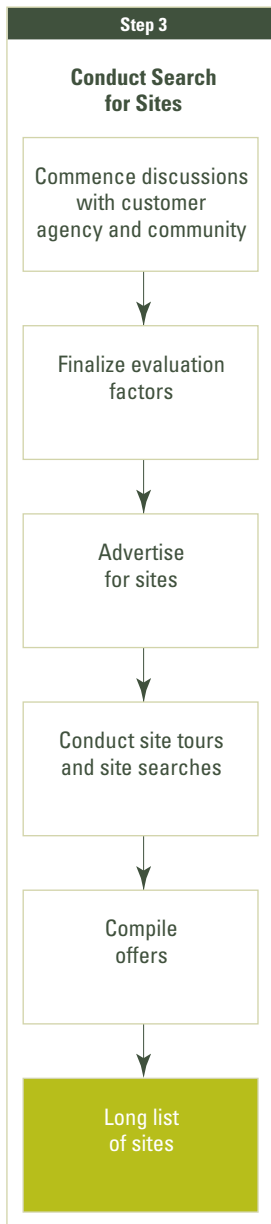 Step 3
Conduct Search
for Sites
Commence discussions
with customer
agency and community
Finalize evaluation
factors
Advertise
for sites
Conduct site tours
and site searches
Compile
offers
Long list
of sites